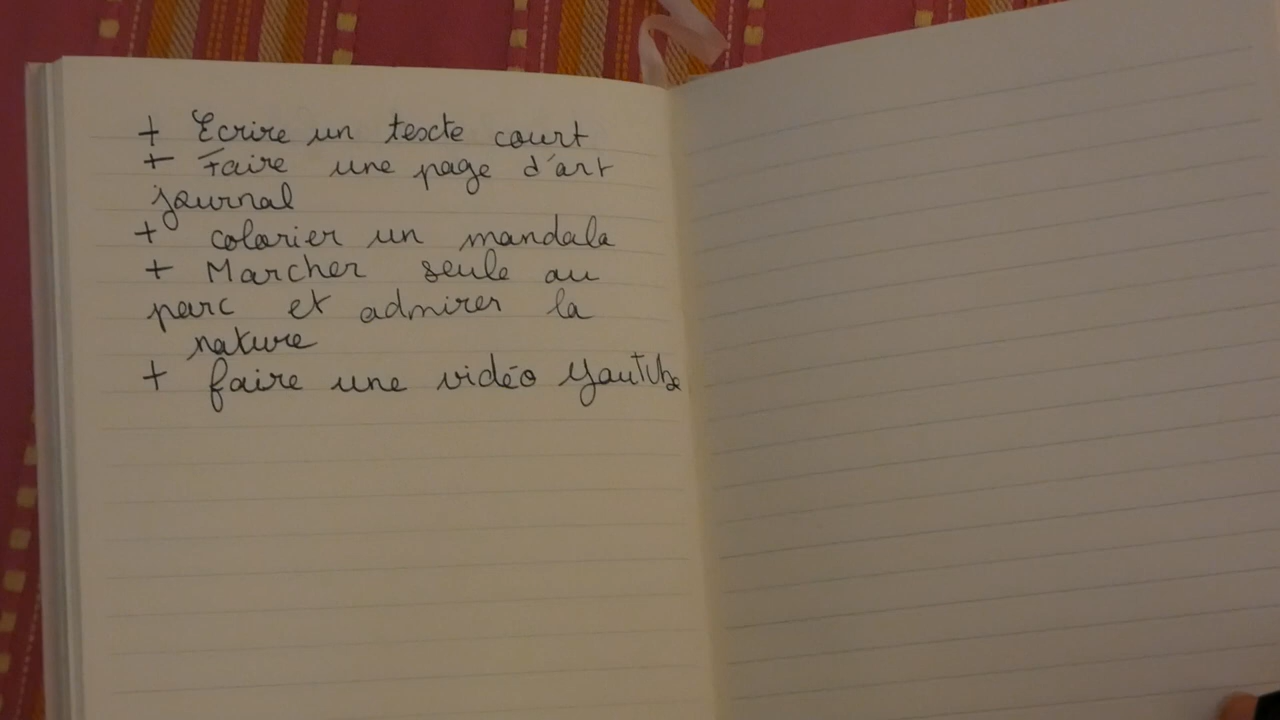 + Ecrire un texte court
+ Faire une page d'art
journal
+ colorier un mandala
+ Marcher seule au
parc et admirer la
nature
+ faire une vidéo YouTube